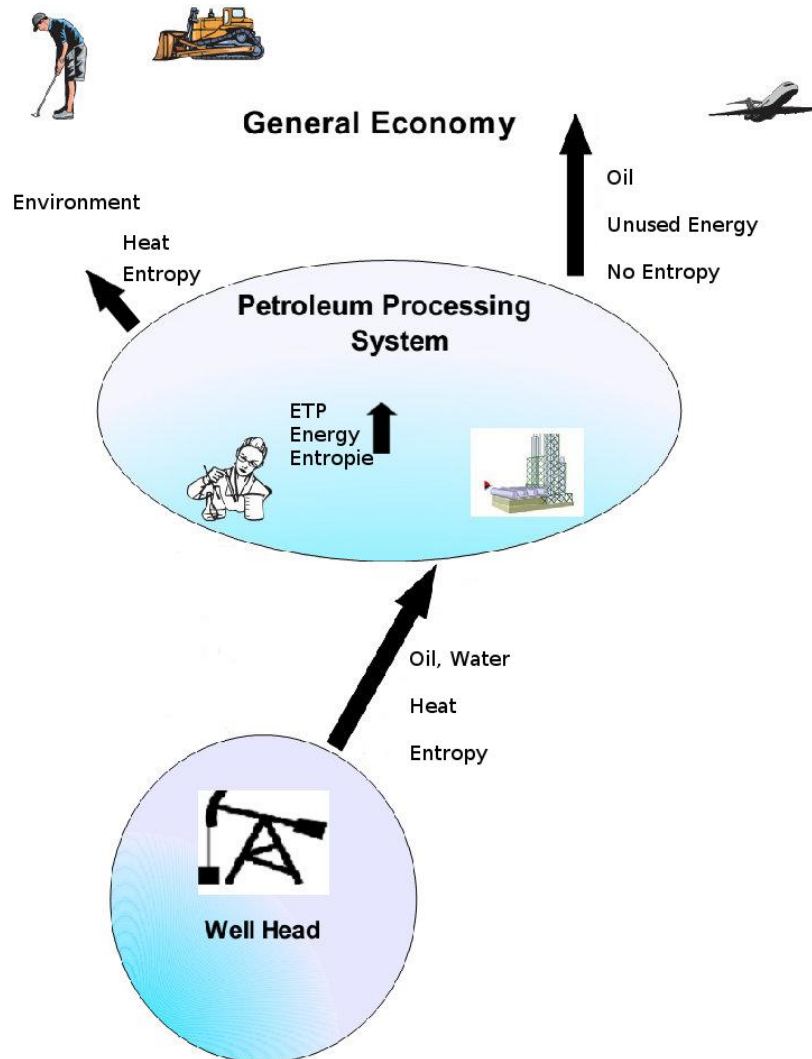 General Economy
Oil
Unused Energy
No Entropy
Environment
Heat
Entropy
Petroleum Processing
System
ETP
Energy
Entropie
Oil, Water
Heat
Entropy
Well Head